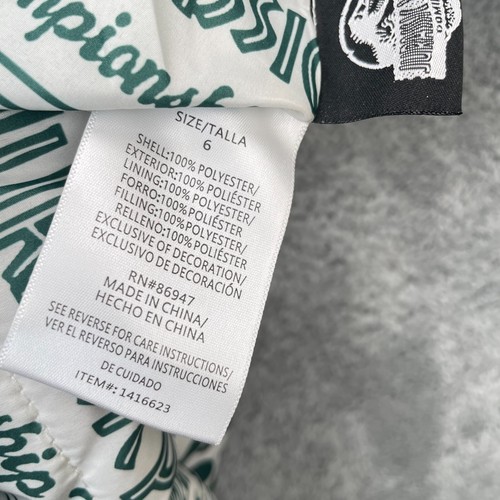 SIZE/TALLA
6
SHELL:100% POLYESTER/
EXTERIOR:100% POLIÉSTER
LINING:100% POLYESTER/
FORRO:100% POLIÉSTER
FILLING:100% POLYESTER/
RELLENO:100% POLIÉSTER
EXCLUSIVE OF DECORATION/
EXCLUSIVO DE DECORACIÓN
RN#86947
MADE IN CHINA/
HECHO EN CHINA
SEE REVERSE FOR CARE INSTRUCTIONS/
VER EL REVERSO PARA INSTRUCCIONES
DE CUIDADO
ITEM#: 1416623